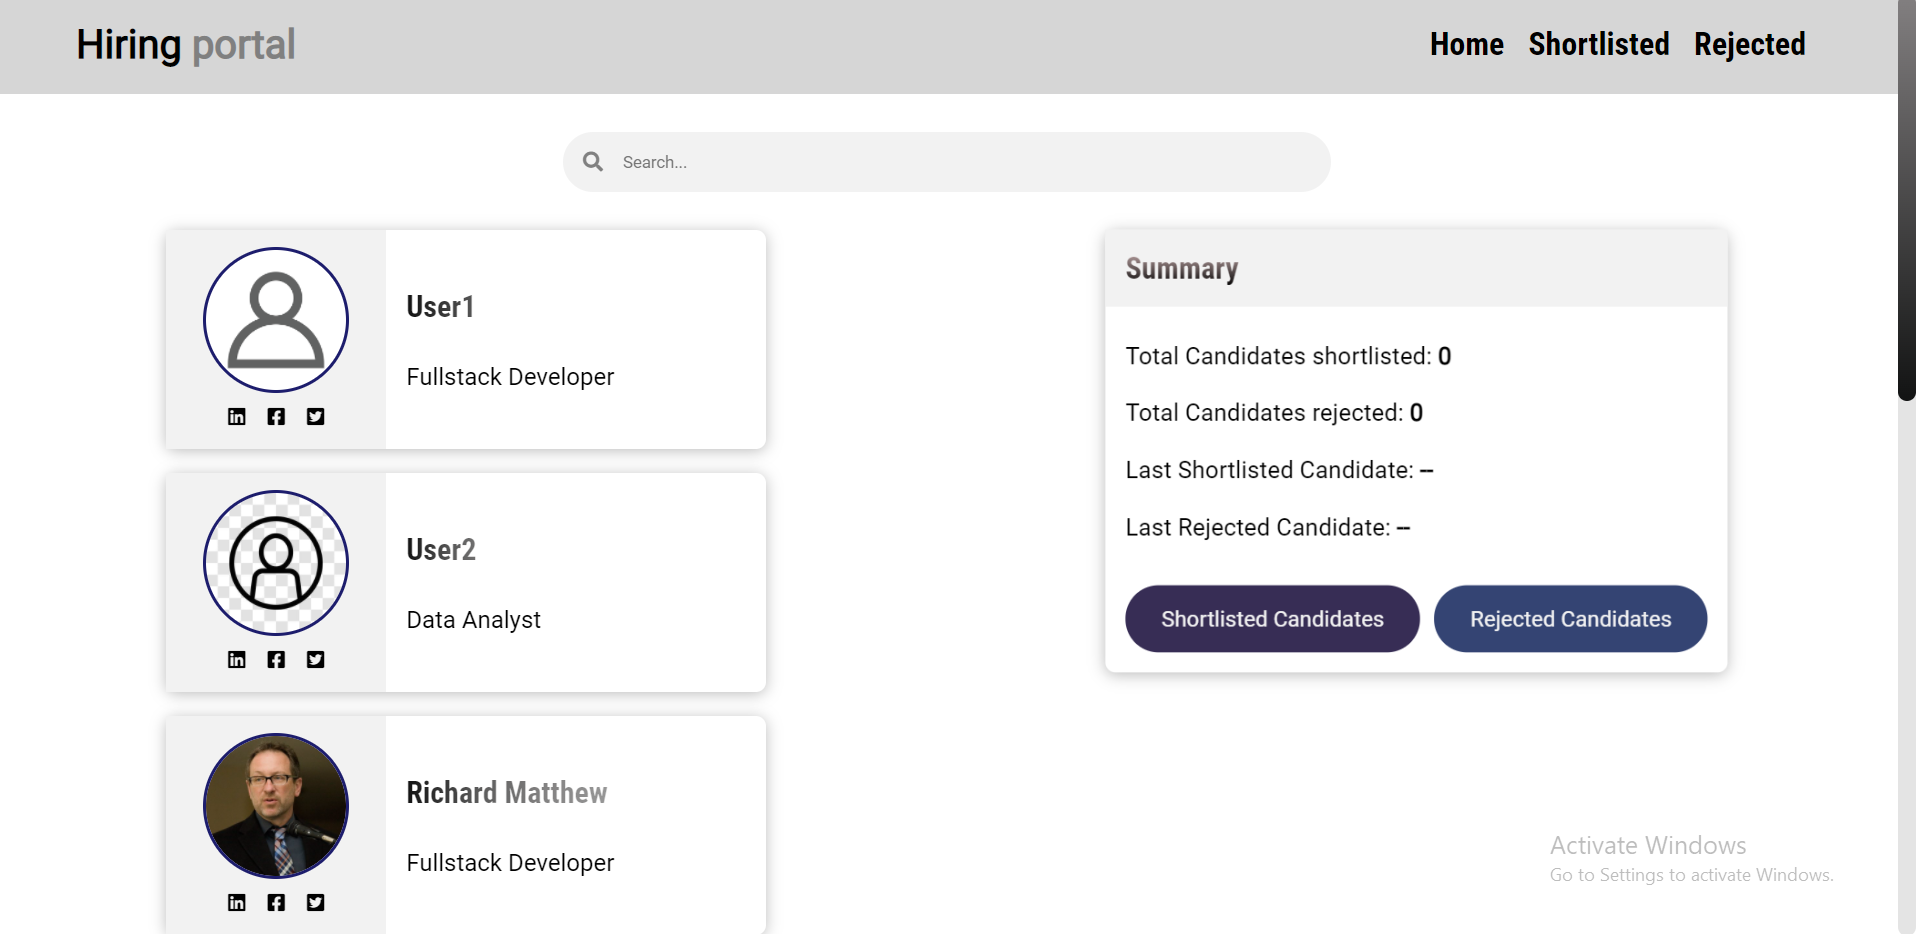 Hiring portal
Home Shortlisted Rejected
Search...
User1
Fullstack Developer
User2
Data Analyst
Richard Matthew
Fullstack Developer
Summary
Total Candidates shortlisted: 0
Total Candidates rejected: 0
Last Shortlisted Candidate: --
Last Rejected Candidate: --
Shortlisted Candidates
Rejected Candidates
Activate Windows
Go to Settings to activate Windows.